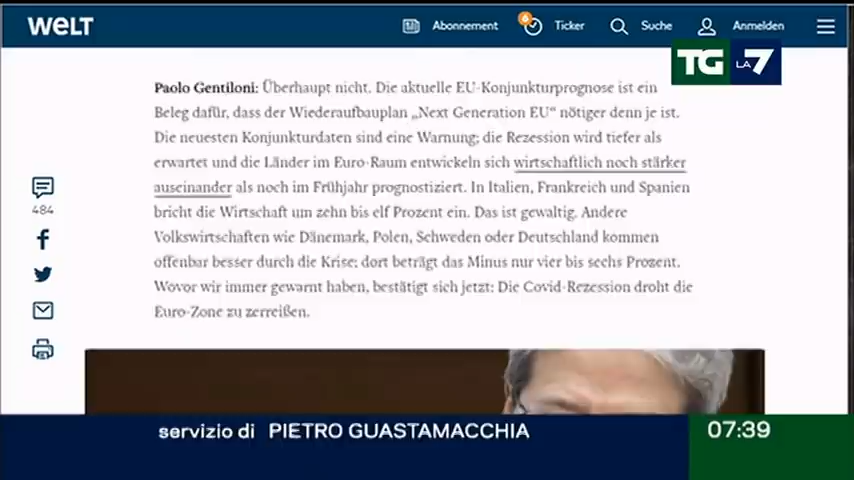 WELT
Abonnement
6
Ticker
Suche
Anmelden
TG LA7
Paolo Gentiloni: Überhaupt nicht. Die aktuelle EU-Konjunkturprognose ist ein
Beleg dafür, dass der Wiederaufbauplan „Next Generation EU“ nötiger denn je ist.
Die neuesten Konjunkturdaten sind eine Warnung; die Rezession wird tiefer als
erwartet und die Länder im Euro-Raum entwickeln sich wirtschaftlich noch stärker
auseinander als noch im Frühjahr prognostiziert. In Italien, Frankreich und Spanien
bricht die Wirtschaft um zehn bis elf Prozent ein. Das ist gewaltig. Andere
Volkswirtschaften wie Dänemark, Polen, Schweden oder Deutschland kommen
offenbar besser durch die Krise; dort beträgt das Minus nur vier bis sechs Prozent.
Wovor wir immer gewarnt haben, bestätigt sich jetzt: Die Covid-Rezession droht die
Euro-Zone zu zerreißen.
484
servizio di PIETRO GUASTAMACCHIA
07:39